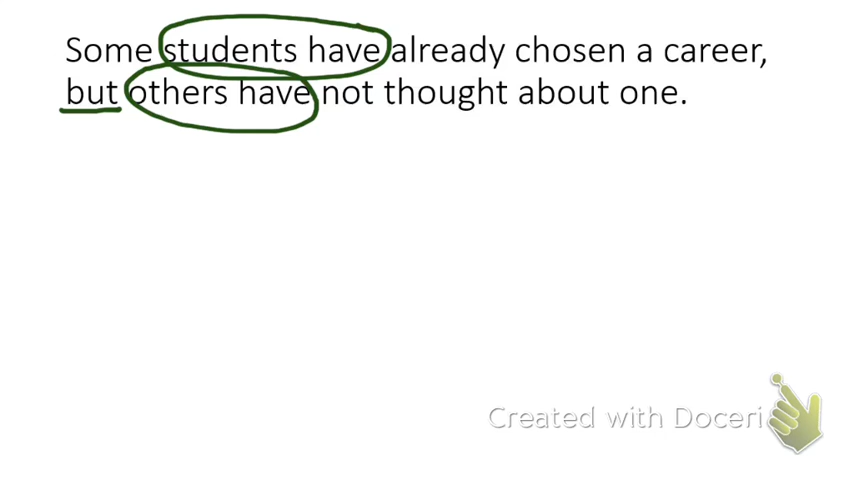 Some students have already chosen a career,
but others have not thought about one.
Created with Doceri